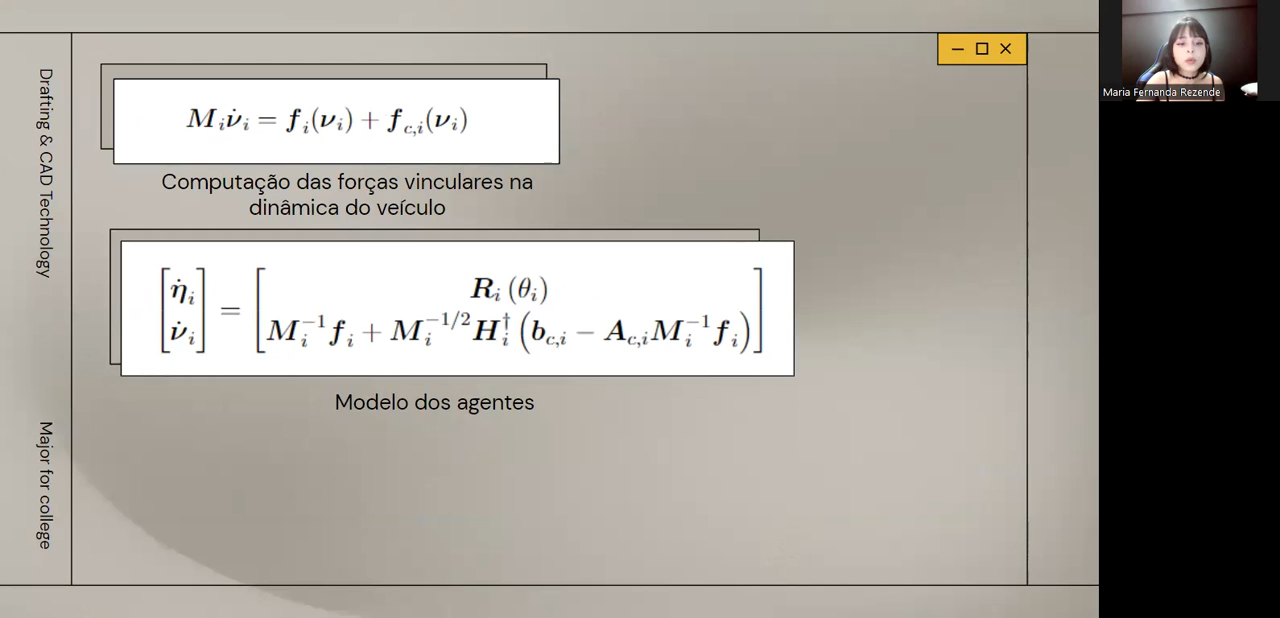 Drafting & CAD Technology
Major for college
Maria Fernanda Rezende
M_i ν̇_i = f_i(ν_i) + f_{c,i}(ν_i)
Computação das forças vinculares na
dinâmica do veículo
[η̇_i; ν̇_i] = [R_i (θ_i); M_i^{-1} f_i + M_i^{-1/2} H_i^† (b_{c,i} − A_{c,i} M_i^{-1} f_i)]
Modelo dos agentes